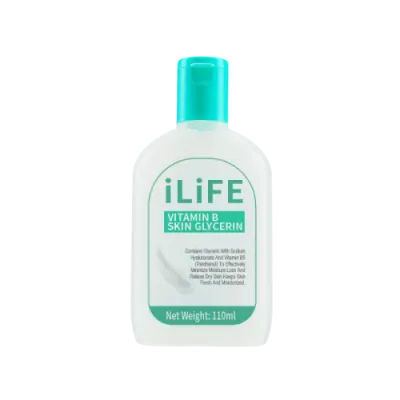 iLiFE
VITAMIN B
SKIN GLYCERIN
Contains Glycerin With Sodium
Hyaluronate And Vitamin B5
(Panthenol) To Effectively
Minimize Moisture Loss And
Relieve Dry Skin Keeps Skin
Fresh And Moisturized.
Net Weight: 110ml